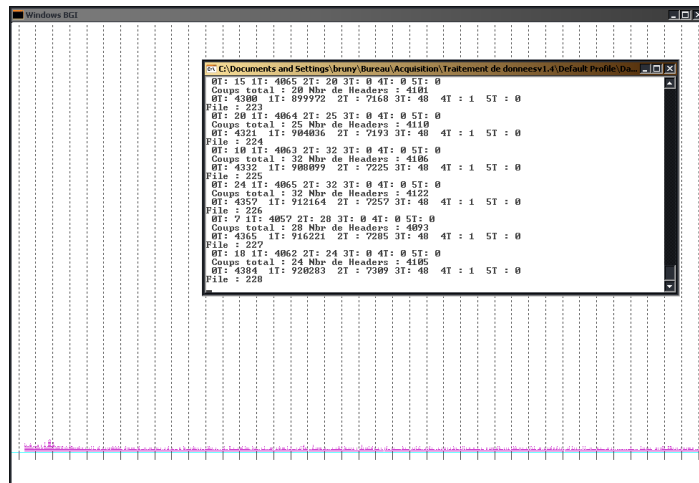 Windows BGI
C:\Documents and Settings\bruny\Bureau\Acquisition\Traitement de donneesv1.4\Default Profile\Da...
0T: 15 1T: 4065 2T: 20 3T: 0 4T: 0 5T: 0
Coups total : 20 Nbr de Headers : 4101
0T: 4300 1T: 899972 2T : 7168 3T: 48 4T : 1 5T : 0
File : 223
0T: 20 1T: 4064 2T: 25 3T: 0 4T: 0 5T: 0
Coups total : 25 Nbr de Headers : 4110
0T: 4321 1T: 904036 2T : 7193 3T: 48 4T : 1 5T : 0
File : 224
0T: 10 1T: 4063 2T: 32 3T: 0 4T: 0 5T: 0
Coups total : 32 Nbr de Headers : 4106
0T: 4332 1T: 908099 2T : 7225 3T: 48 4T : 1 5T : 0
File : 225
0T: 24 1T: 4065 2T: 32 3T: 0 4T: 0 5T: 0
Coups total : 32 Nbr de Headers : 4122
0T: 4357 1T: 912164 2T : 7257 3T: 48 4T : 1 5T : 0
File : 226
0T: 7 1T: 4057 2T: 28 3T: 0 4T: 0 5T: 0
Coups total : 28 Nbr de Headers : 4093
0T: 4365 1T: 916221 2T : 7285 3T: 48 4T : 1 5T : 0
File : 227
0T: 18 1T: 4062 2T: 24 3T: 0 4T: 0 5T: 0
Coups total : 24 Nbr de Headers : 4105
0T: 4384 1T: 920283 2T : 7309 3T: 48 4T : 1 5T : 0
File : 228